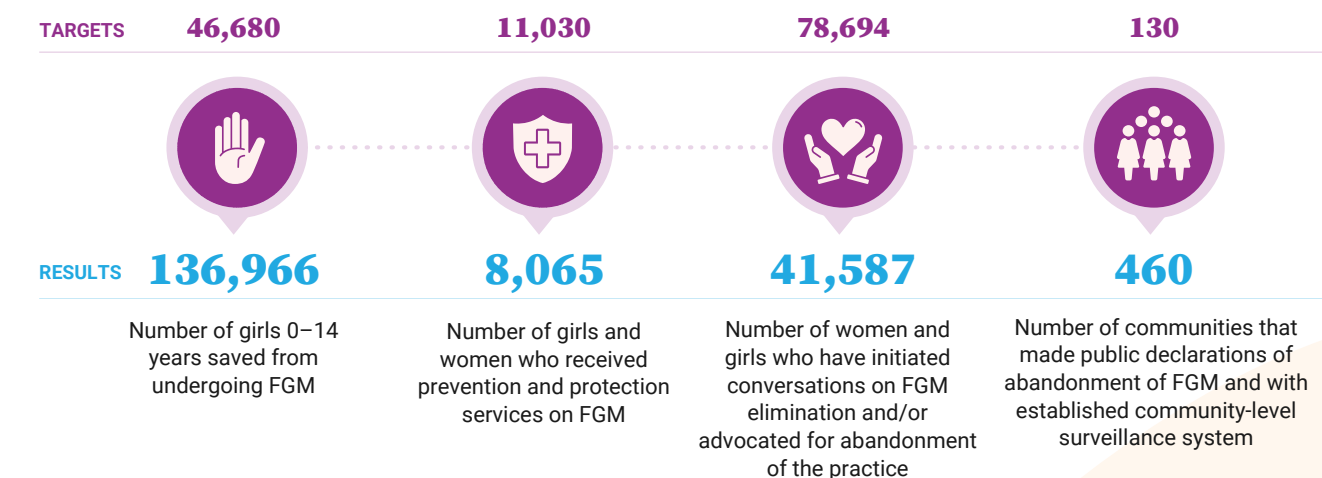 TARGETS 46,680 11,030 78,694 130
RESULTS 136,966 8,065 41,587 460
Number of girls 0–14
years saved from
undergoing FGM
Number of girls and
women who received
prevention and protection
services on FGM
Number of women and
girls who have initiated
conversations on FGM
elimination and/or
advocated for abandonment
of the practice
Number of communities that
made public declarations of
abandonment of FGM and with
established community-level
surveillance system